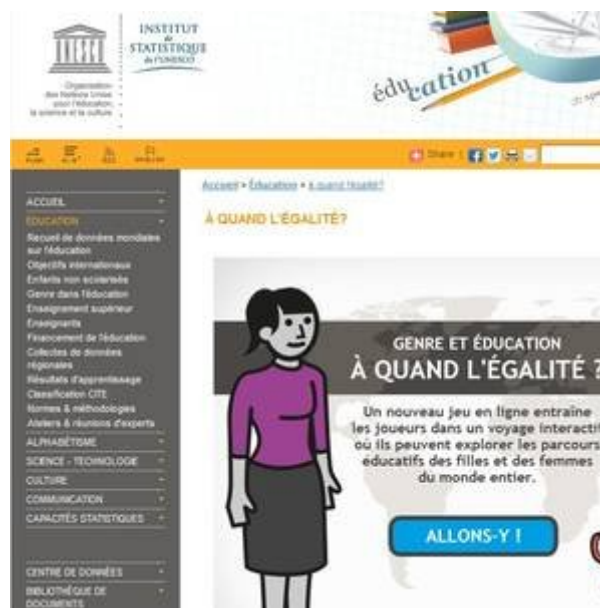 INSTITUT
de
STATISTIQUE
de l'UNESCO
Organisation
des Nations Unies
pour l'éducation,
la science et la culture
éducation
Share
Accueil » Éducation » À quand l'égalité?
À QUAND L'ÉGALITÉ?
ACCUEIL
ÉDUCATION
Recueil de données mondiales
sur l'éducation
Objectifs internationaux
Enfants non scolarisés
Genre dans l'éducation
Enseignement supérieur
Enseignants
Financement de l'éducation
Collectes de données
régionales
Résultats d'apprentissage
Classification CITE
Normes & méthodologies
Ateliers & réunions d'experts
ALPHABÉTISME
SCIENCE - TECHNOLOGIE
CULTURE
COMMUNICATION
CAPACITÉS STATISTIQUES
CENTRE DE DONNÉES
BIBLIOTHÈQUE DE
DOCUMENTS
GENRE ET ÉDUCATION
À QUAND L'ÉGALITÉ ?
Un nouveau jeu en ligne entraîne
les joueurs dans un voyage interactif
où ils peuvent explorer les parcours
éducatifs des filles et des femmes
du monde entier.
ALLONS-Y !